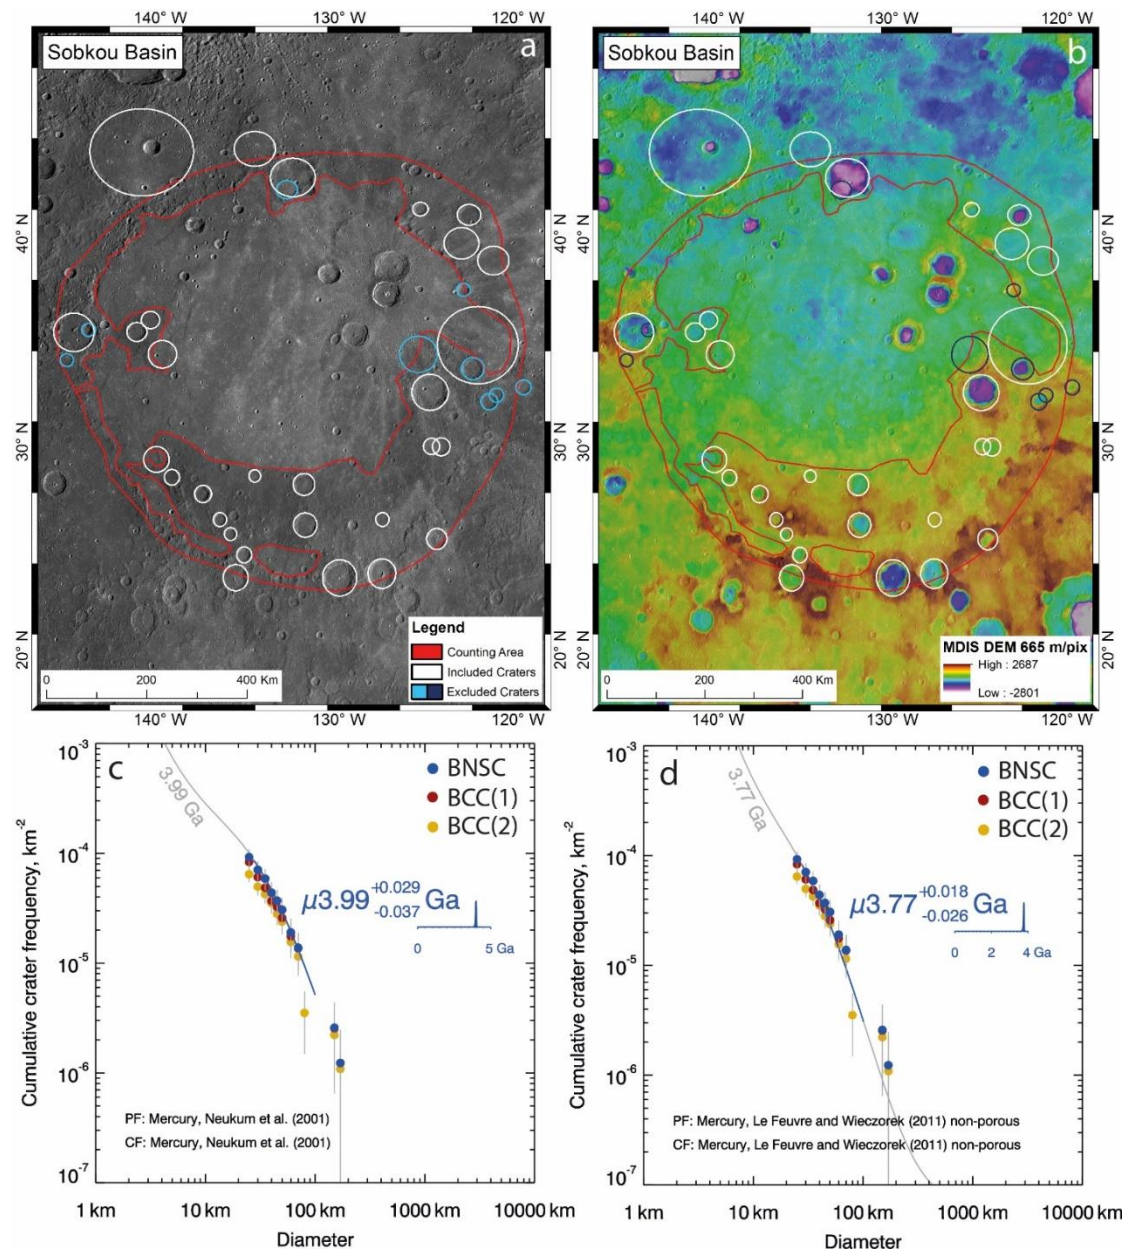 140° W 130° W 120° W
Sobkou Basin
a
40° N
30° N
20° N
40° N
30° N
20° N
Legend
Counting Area
Included Craters
Excluded Craters
0 200 400 Km
140° W 130° W 120° W
140° W 130° W 120° W
Sobkou Basin
b
40° N
30° N
20° N
40° N
30° N
20° N
MDIS DEM 665 m/pix
High : 2687
Low : -2801
0 200 400 Km
140° W 130° W 120° W
c
BNSC
BCC(1)
BCC(2)
3.99 Ga
μ3.99 +0.029 -0.037 Ga
0 5 Ga
Cumulative crater frequency, km⁻²
10⁻³
10⁻⁴
10⁻⁵
10⁻⁶
10⁻⁷
PF: Mercury, Neukum et al. (2001)
CF: Mercury, Neukum et al. (2001)
1 km 10 km 100 km 1000 km 10000 km
Diameter
d
BNSC
BCC(1)
BCC(2)
3.77 Ga
μ3.77 +0.018 -0.026 Ga
0 2 4 Ga
Cumulative crater frequency, km⁻²
10⁻³
10⁻⁴
10⁻⁵
10⁻⁶
10⁻⁷
PF: Mercury, Le Feuvre and Wieczorek (2011) non-porous
CF: Mercury, Le Feuvre and Wieczorek (2011) non-porous
1 km 10 km 100 km 1000 km 10000 km
Diameter